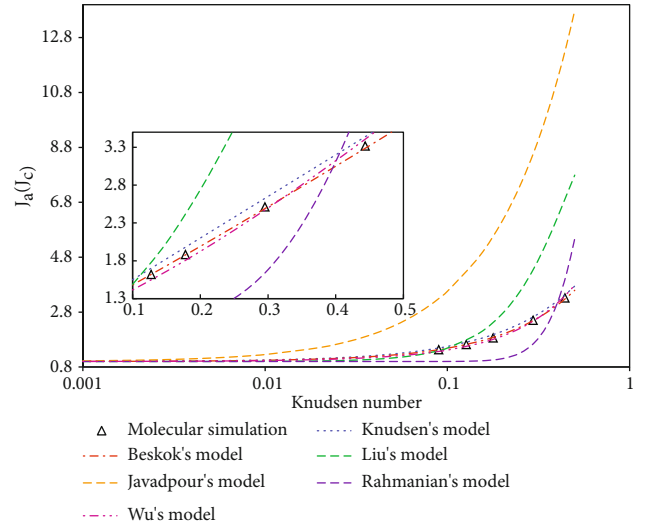 12.8
10.8
8.8
6.8
4.8
2.8
0.8
J_a(J_c)
3.3
2.8
2.3
1.8
1.3
0.1 0.2 0.3 0.4 0.5
0.001 0.01 0.1 1
Knudsen number
Molecular simulation Knudsen's model
Beskok's model Liu's model
Javadpour's model Rahmanian's model
Wu's model